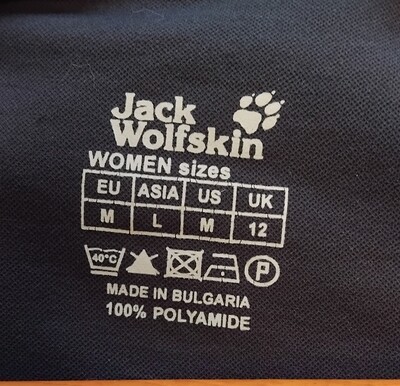 Jack
Wolfskin
WOMEN sizes
EU ASIA US UK
M L M 12
40°C P
MADE IN BULGARIA
100% POLYAMIDE